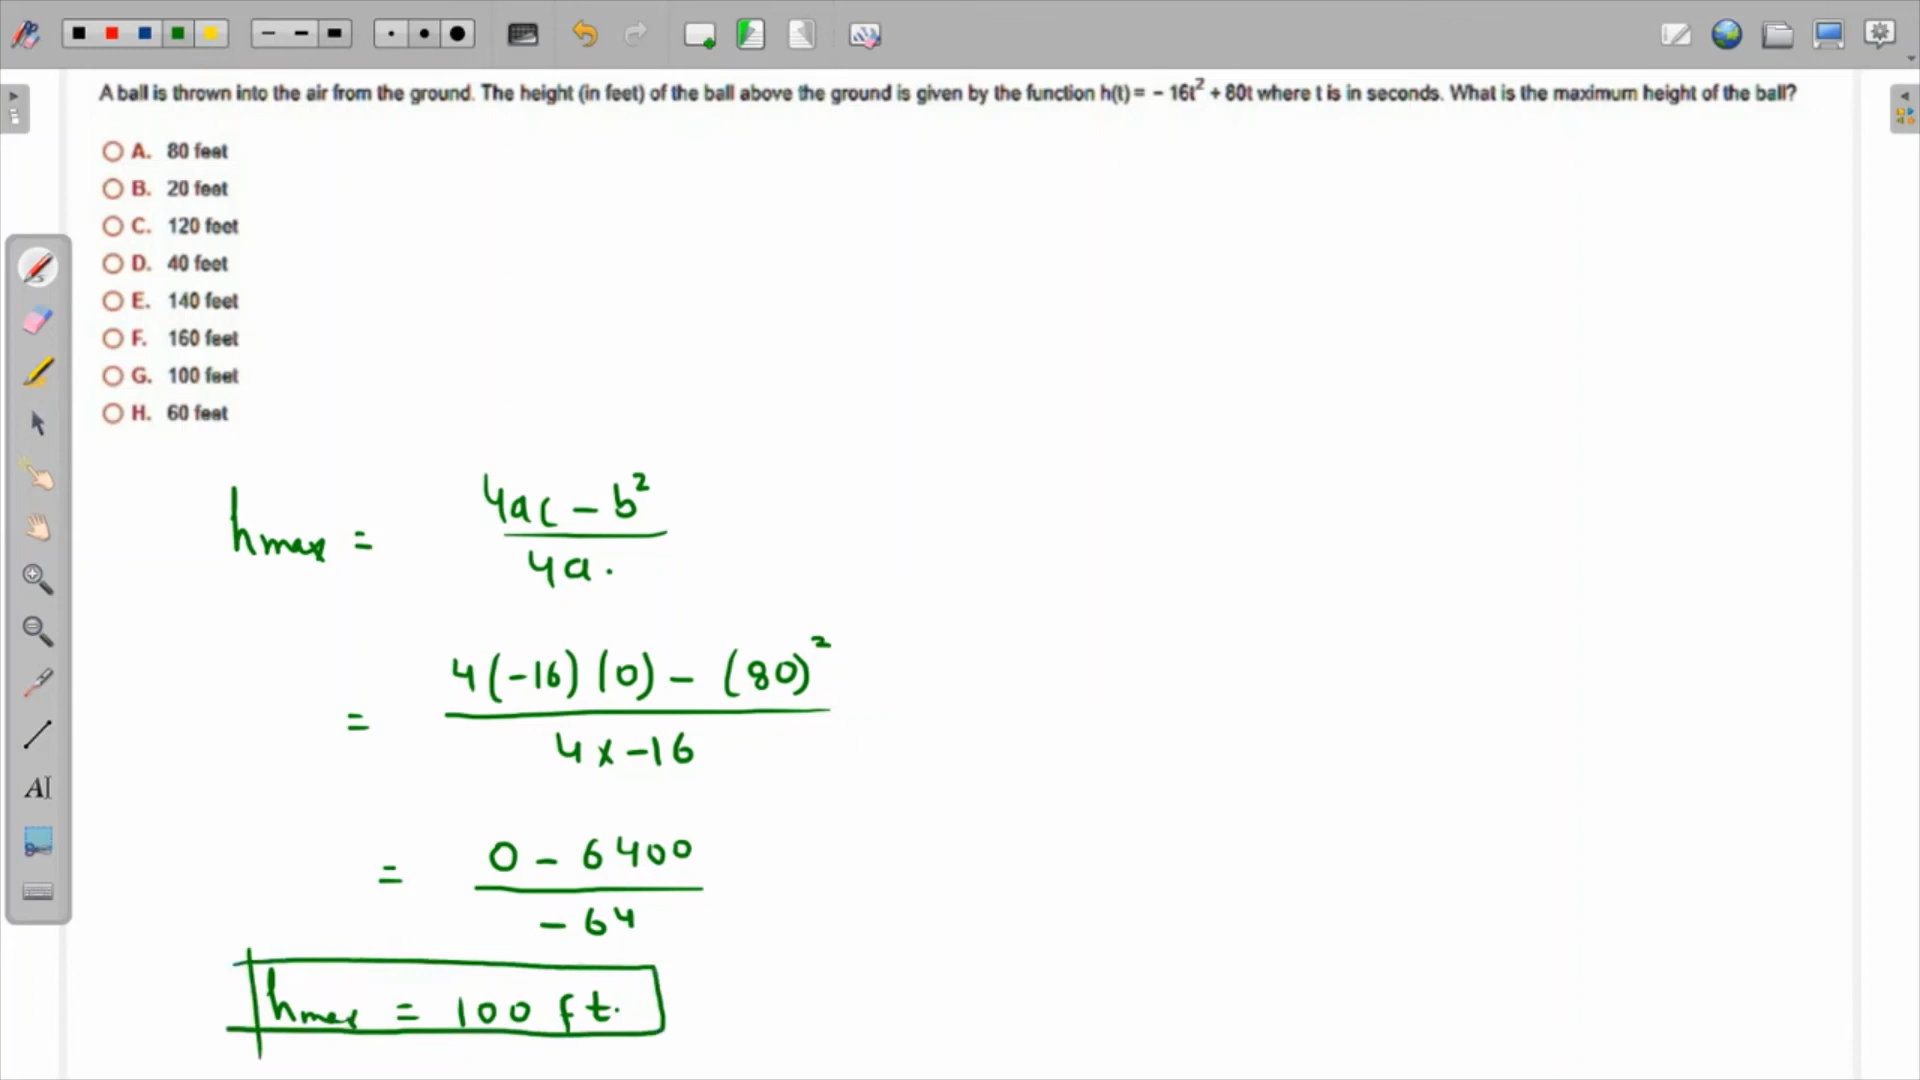 A ball is thrown into the air from the ground. The height (in feet) of the ball above the ground is given by the function h(t) = − 16t² + 80t where t is in seconds. What is the maximum height of the ball?
A. 80 feet
B. 20 feet
C. 120 feet
D. 40 feet
E. 140 feet
F. 160 feet
G. 100 feet
H. 60 feet
hmax = 4ac − b²
4a.
= 4(−16)(0) − (80)²
4x −16
= 0 − 6400
− 64
hmax = 100 ft.
AI